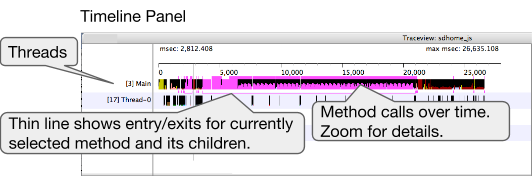 Timeline Panel
Traceview: sdhome_js
Threads
msec: 2,812.408
max msec: 26,635.108
0
5,000
10,000
15,000
20,000
25,000
[3] Main
[17] Thread-0
Thin line shows entry/exits for currently
selected method and its children.
Method calls over time.
Zoom for details.